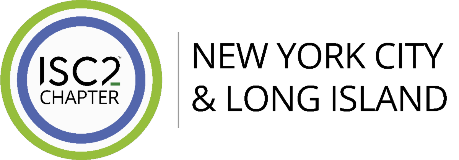 ISC2
CHAPTER
NEW YORK CITY
& LONG ISLAND